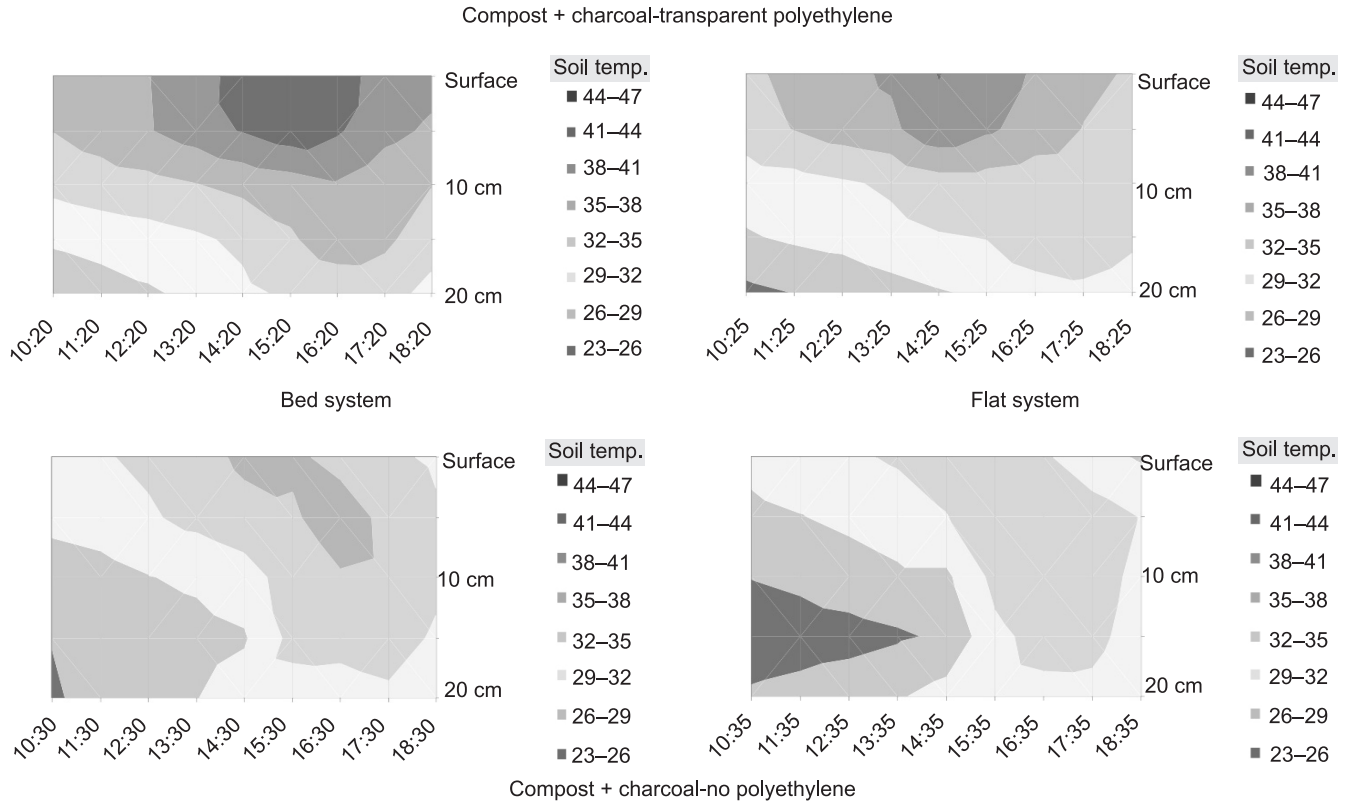 Compost + charcoal-transparent polyethylene
Surface
10 cm
20 cm
10:20 11:20 12:20 13:20 14:20 15:20 16:20 17:20 18:20
Soil temp.
44–47
41–44
38–41
35–38
32–35
29–32
26–29
23–26
Bed system
Surface
10 cm
20 cm
10:25 11:25 12:25 13:25 14:25 15:25 16:25 17:25 18:25
Soil temp.
44–47
41–44
38–41
35–38
32–35
29–32
26–29
23–26
Flat system
Surface
10 cm
20 cm
10:30 11:30 12:30 13:30 14:30 15:30 16:30 17:30 18:30
Soil temp.
44–47
41–44
38–41
35–38
32–35
29–32
26–29
23–26
Surface
10 cm
20 cm
10:35 11:35 12:35 13:35 14:35 15:35 16:35 17:35 18:35
Soil temp.
44–47
41–44
38–41
35–38
32–35
29–32
26–29
23–26
Compost + charcoal-no polyethylene